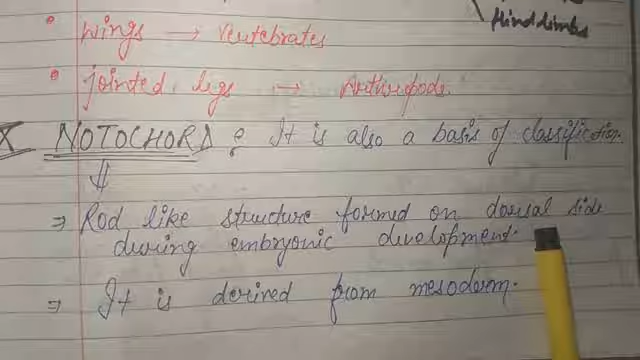 Hind limbs
• Wings → Vertebrates
• Jointed legs → Arthropods.
X NOTOCHORD : It is also a basis of classification.
⇓
⇒ Rod like structure formed on dorsal side
during embryonic development.
⇒ It is derived from mesoderm.